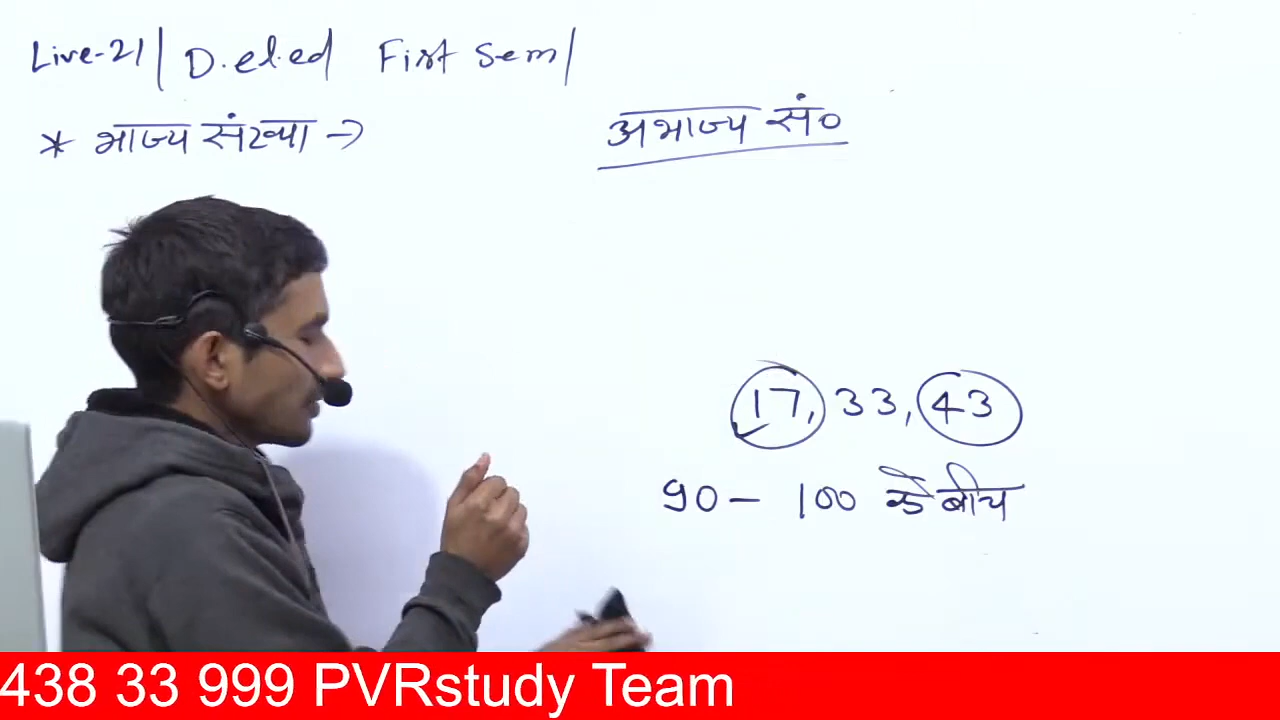 Live-21/ D.el.ed First Sem/
* भाज्य संख्या →
अभाज्य सं०
17, 33, 43
90 - 100 के बीच
438 33 999 PVRstudy Team